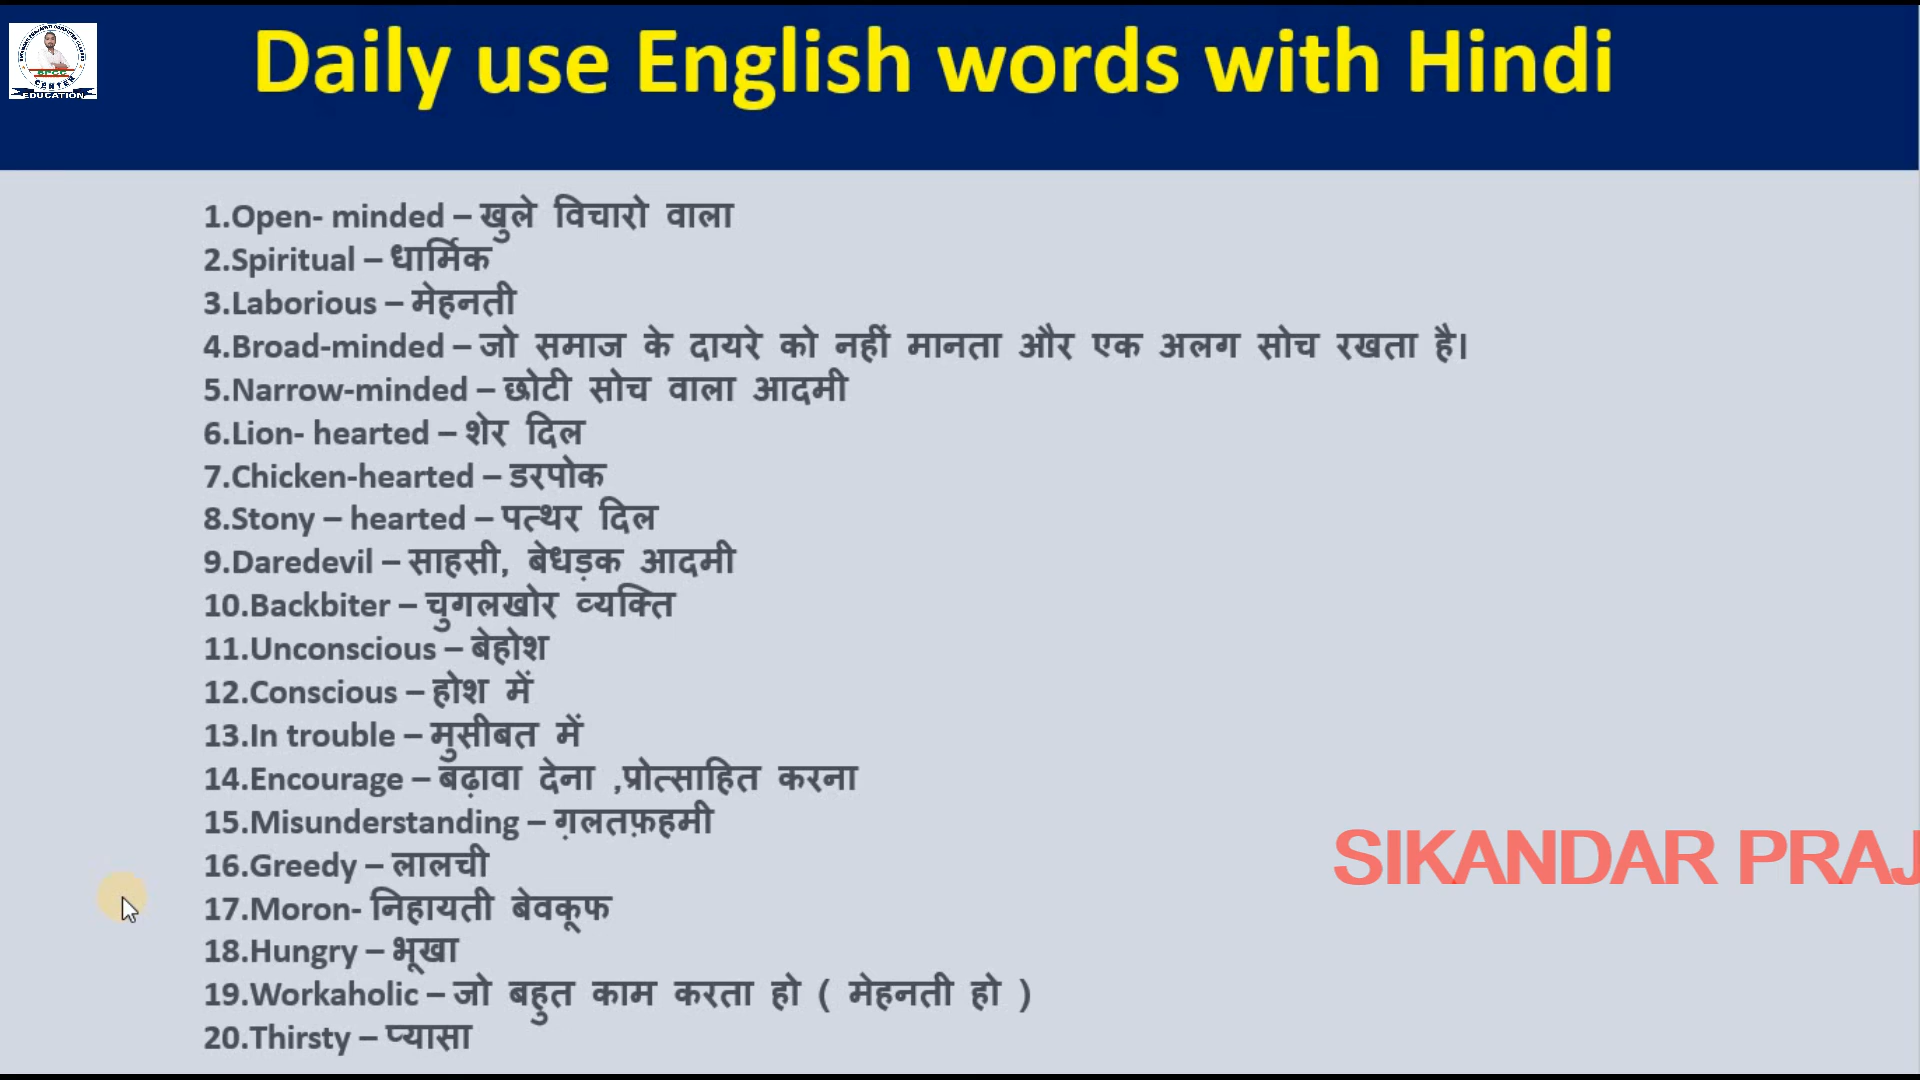 Daily use English words with Hindi
CENTER
EDUCATION
1.Open- minded – खुले विचारो वाला
2.Spiritual – धार्मिक
3.Laborious – मेहनती
4.Broad-minded – जो समाज के दायरे को नहीं मानता और एक अलग सोच रखता है।
5.Narrow-minded – छोटी सोच वाला आदमी
6.Lion- hearted – शेर दिल
7.Chicken-hearted – डरपोक
8.Stony – hearted – पत्थर दिल
9.Daredevil – साहसी, बेधड़क आदमी
10.Backbiter – चुगलखोर व्यक्ति
11.Unconscious – बेहोश
12.Conscious – होश में
13.In trouble – मुसीबत में
14.Encourage – बढ़ावा देना ,प्रोत्साहित करना
15.Misunderstanding – ग़लतफ़हमी
16.Greedy – लालची
SIKANDAR PRAJ
17.Moron- निहायती बेवकूफ
18.Hungry – भूखा
19.Workaholic – जो बहुत काम करता हो ( मेहनती हो )
20.Thirsty – प्यासा